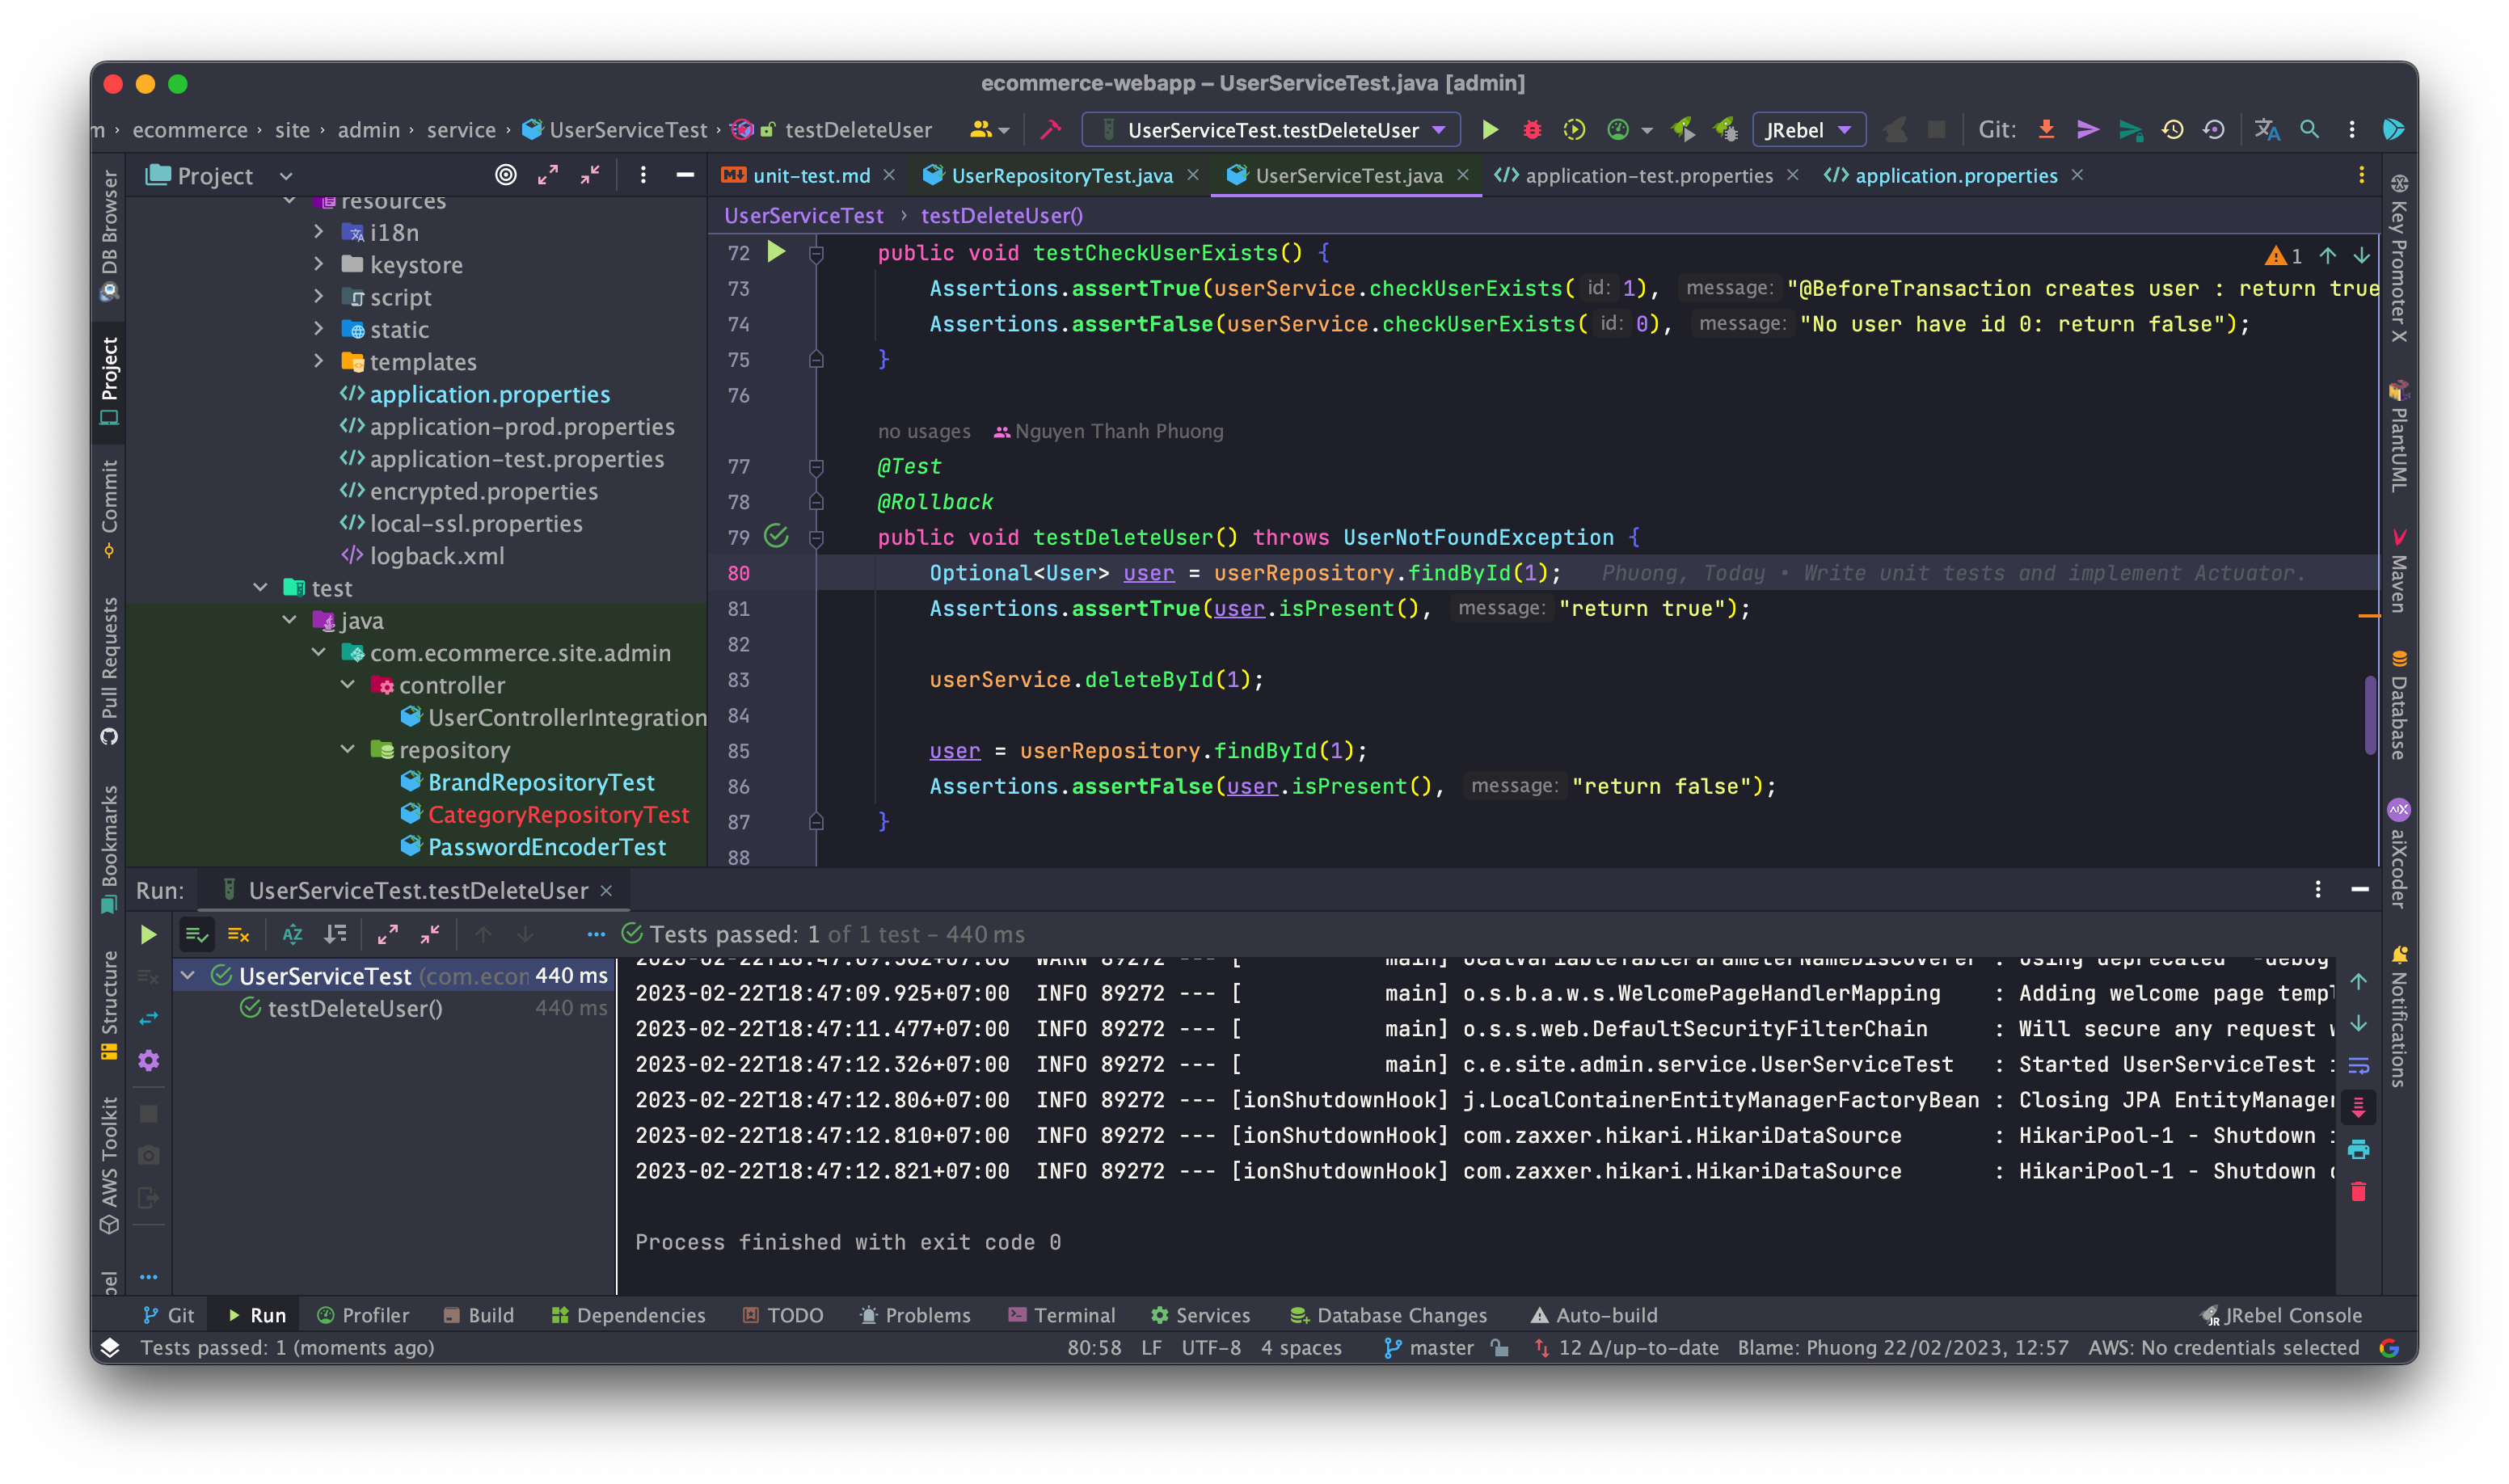 ecommerce-webapp – UserServiceTest.java [admin]
m › ecommerce › site › admin › service › UserServiceTest › testDeleteUser
UserServiceTest.testDeleteUser
JRebel
Git:
Project
unit-test.md
UserRepositoryTest.java
UserServiceTest.java
application-test.properties
application.properties
UserServiceTest › testDeleteUser()
DB Browser
Project
Commit
Pull Requests
Bookmarks
Structure
AWS Toolkit
resources
i18n
keystore
script
static
templates
application.properties
application-prod.properties
application-test.properties
encrypted.properties
local-ssl.properties
logback.xml
test
java
com.ecommerce.site.admin
controller
UserControllerIntegration
repository
BrandRepositoryTest
CategoryRepositoryTest
PasswordEncoderTest
1
72 public void testCheckUserExists() {
73 Assertions.assertTrue(userService.checkUserExists( id: 1), message: "@BeforeTransaction creates user : return true
74 Assertions.assertFalse(userService.checkUserExists( id: 0), message: "No user have id 0: return false");
75 }
76
no usages Nguyen Thanh Phuong
77 @Test
78 @Rollback
79 public void testDeleteUser() throws UserNotFoundException {
80 Optional<User> user = userRepository.findById(1); Phuong, Today • Write unit tests and implement Actuator.
81 Assertions.assertTrue(user.isPresent(), message: "return true");
82
83 userService.deleteById(1);
84
85 user = userRepository.findById(1);
86 Assertions.assertFalse(user.isPresent(), message: "return false");
87 }
88
Key Promoter X
PlantUML
Maven
Database
aiXcoder
Notifications
Run: UserServiceTest.testDeleteUser
Tests passed: 1 of 1 test – 440 ms
UserServiceTest (com.econ 440 ms
testDeleteUser() 440 ms
2023-02-22T18:47:09.925+07:00 INFO 89272 --- [ main] o.s.b.a.w.s.WelcomePageHandlerMapping : Adding welcome page templ
2023-02-22T18:47:11.477+07:00 INFO 89272 --- [ main] o.s.s.web.DefaultSecurityFilterChain : Will secure any request w
2023-02-22T18:47:12.326+07:00 INFO 89272 --- [ main] c.e.site.admin.service.UserServiceTest : Started UserServiceTest i
2023-02-22T18:47:12.806+07:00 INFO 89272 --- [ionShutdownHook] j.LocalContainerEntityManagerFactoryBean : Closing JPA EntityManager
2023-02-22T18:47:12.810+07:00 INFO 89272 --- [ionShutdownHook] com.zaxxer.hikari.HikariDataSource : HikariPool-1 - Shutdown i
2023-02-22T18:47:12.821+07:00 INFO 89272 --- [ionShutdownHook] com.zaxxer.hikari.HikariDataSource : HikariPool-1 - Shutdown c
Process finished with exit code 0
Git
Run
Profiler
Build
Dependencies
TODO
Problems
Terminal
Services
Database Changes
Auto-build
JRebel Console
Tests passed: 1 (moments ago)
80:58 LF UTF-8 4 spaces master 12 Δ/up-to-date Blame: Phuong 22/02/2023, 12:57 AWS: No credentials selected